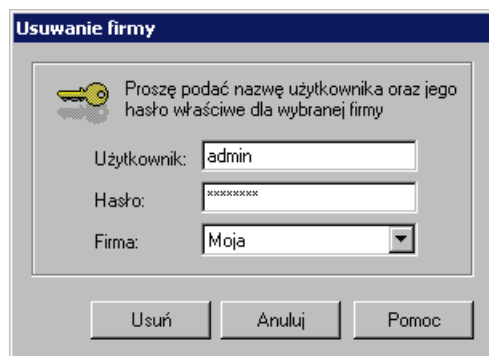 Usuwanie firmy
Proszę podać nazwę użytkownika oraz jego
hasło właściwe dla wybranej firmy
Użytkownik: admin
Hasło: ********
Firma: Moja
Usuń Anuluj Pomoc